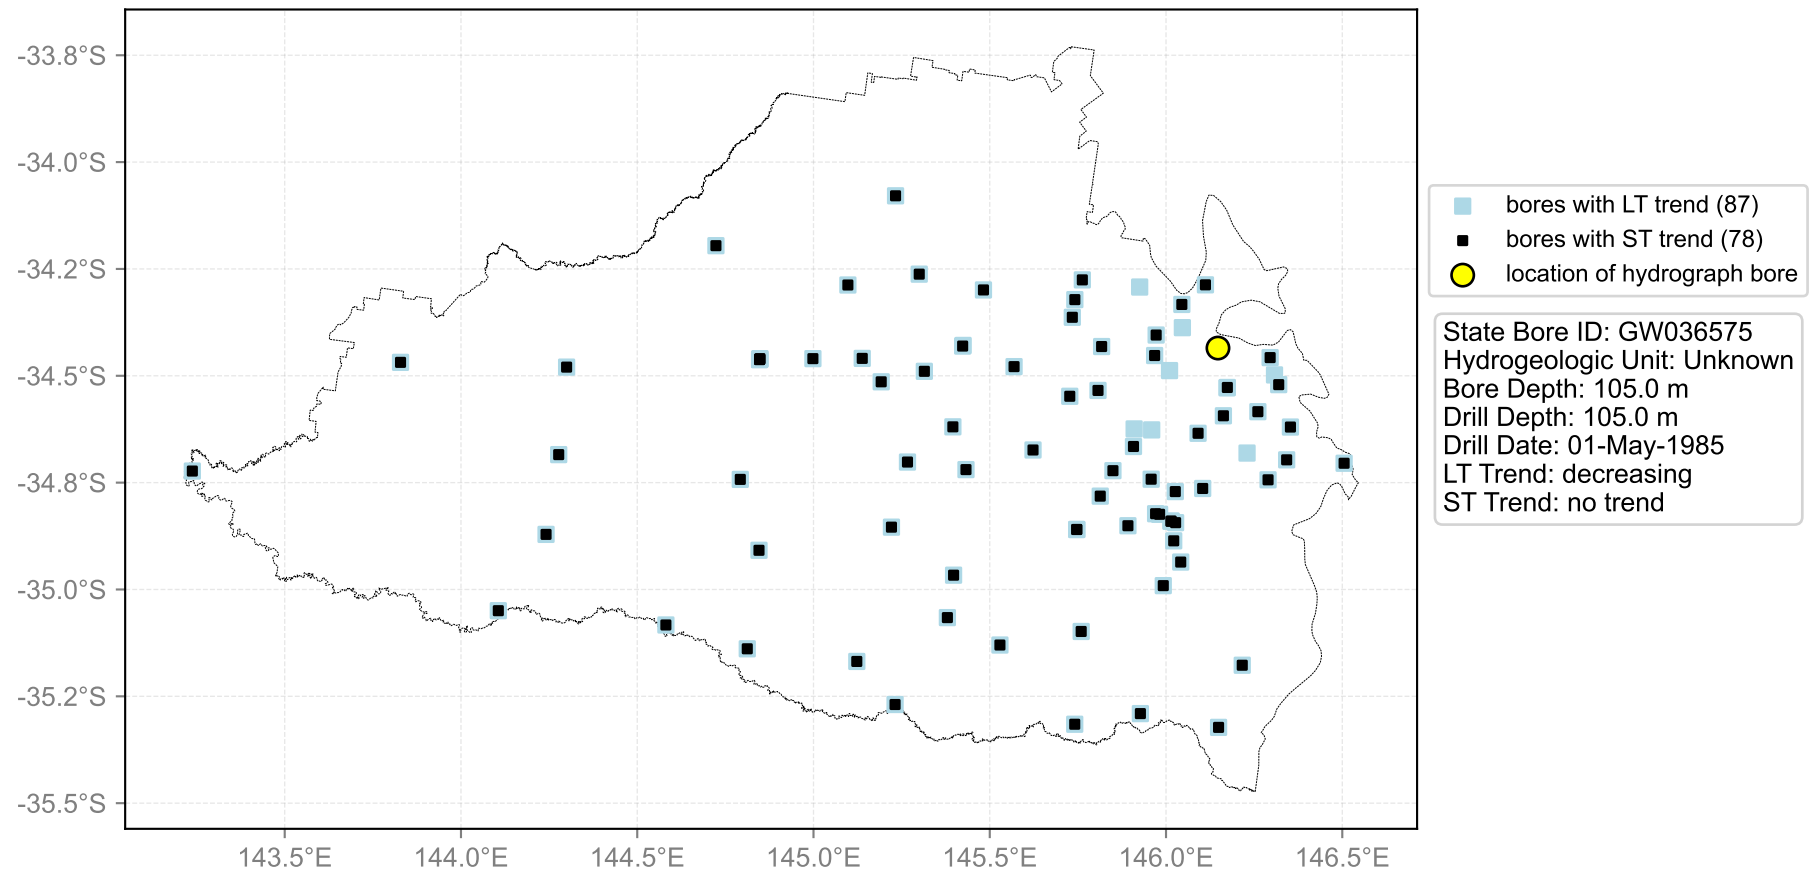 -33.8°S
-34.0°S
-34.2°S
-34.5°S
-34.8°S
-35.0°S
-35.2°S
-35.5°S
143.5°E
144.0°E
144.5°E
145.0°E
145.5°E
146.0°E
146.5°E
bores with LT trend (87)
bores with ST trend (78)
location of hydrograph bore
State Bore ID: GW036575
Hydrogeologic Unit: Unknown
Bore Depth: 105.0 m
Drill Depth: 105.0 m
Drill Date: 01-May-1985
LT Trend: decreasing
ST Trend: no trend